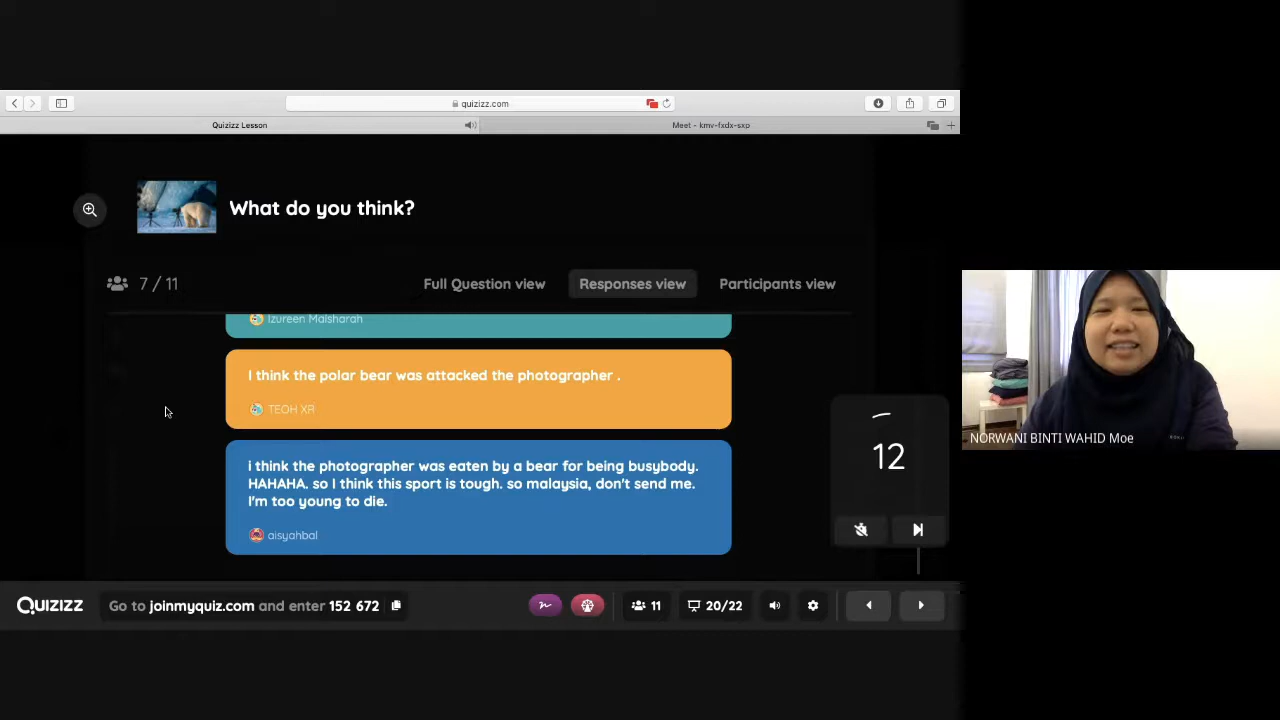 quizizz.com
Quizizz Lesson
Meet - kmv-fxdx-sxp
What do you think?
7 / 11
Full Question view
Responses view
Participants view
Izureen Maisharah
I think the polar bear was attacked the photographer .
TEOH XR
i think the photographer was eaten by a bear for being busybody.
HAHAHA. so I think this sport is tough. so malaysia, don't send me.
I'm too young to die.
aisyahbal
12
NORWANI BINTI WAHID Moe
QUIZIZZ
Go to joinmyquiz.com and enter 152 672
11
20/22